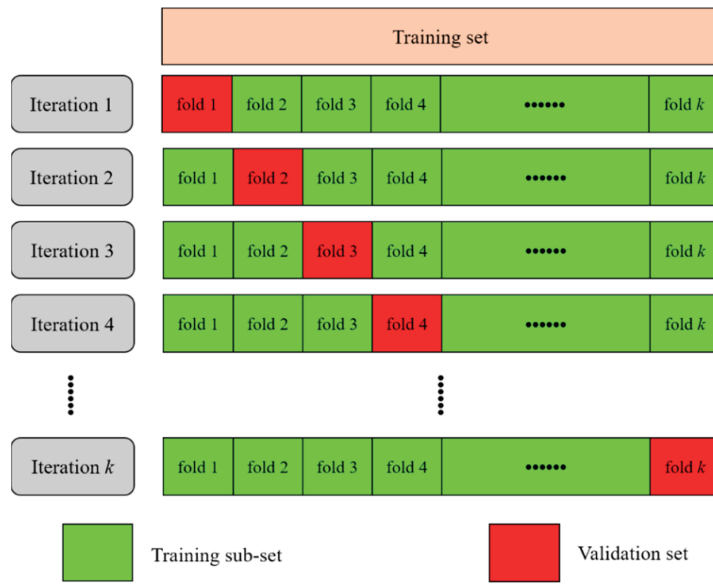 Training set
Iteration 1 fold 1 fold 2 fold 3 fold 4 •••••• fold k
Iteration 2 fold 1 fold 2 fold 3 fold 4 •••••• fold k
Iteration 3 fold 1 fold 2 fold 3 fold 4 •••••• fold k
Iteration 4 fold 1 fold 2 fold 3 fold 4 •••••• fold k
Iteration k fold 1 fold 2 fold 3 fold 4 •••••• fold k
Training sub-set Validation set